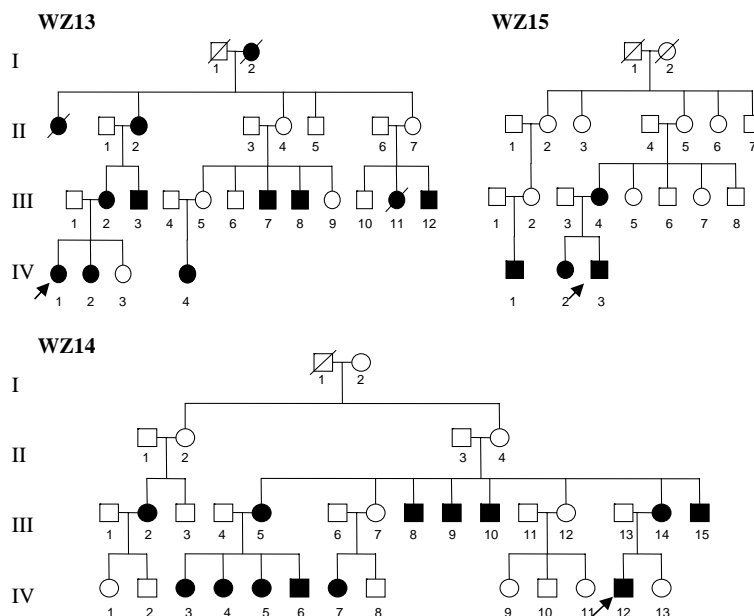 WZ13 WZ15
I
1 2 1 2
II
1 2 3 4 5 6 7 1 2 3 4 5 6 7
III
1 2 3 4 5 6 7 8 9 10 11 12 1 2 3 4 5 6 7 8
IV
1 2 3 4 1 2 3
WZ14
I
1 2
II
1 2 3 4
III
1 2 3 4 5 6 7 8 9 10 11 12 13 14 15
IV
1 2 3 4 5 6 7 8 9 10 11 12 13